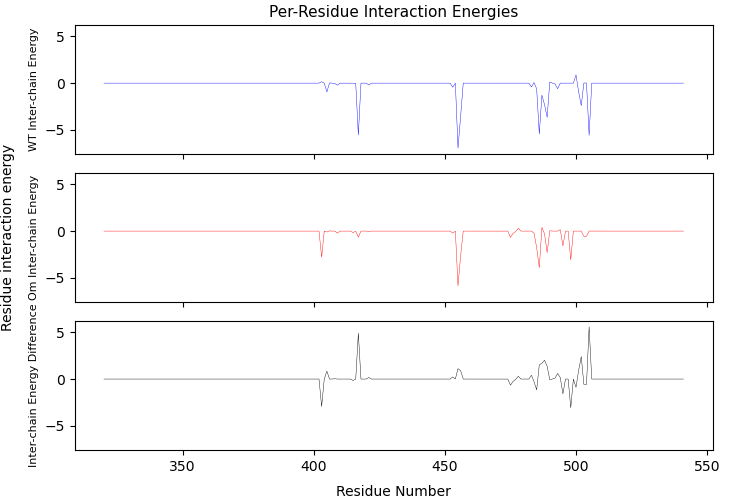 Per-Residue Interaction Energies
Residue interaction energy
WT Inter-chain Energy
5
0
−5
Om Inter-chain Energy
5
0
−5
Inter-chain Energy Difference
5
0
−5
350
400
450
500
550
Residue Number